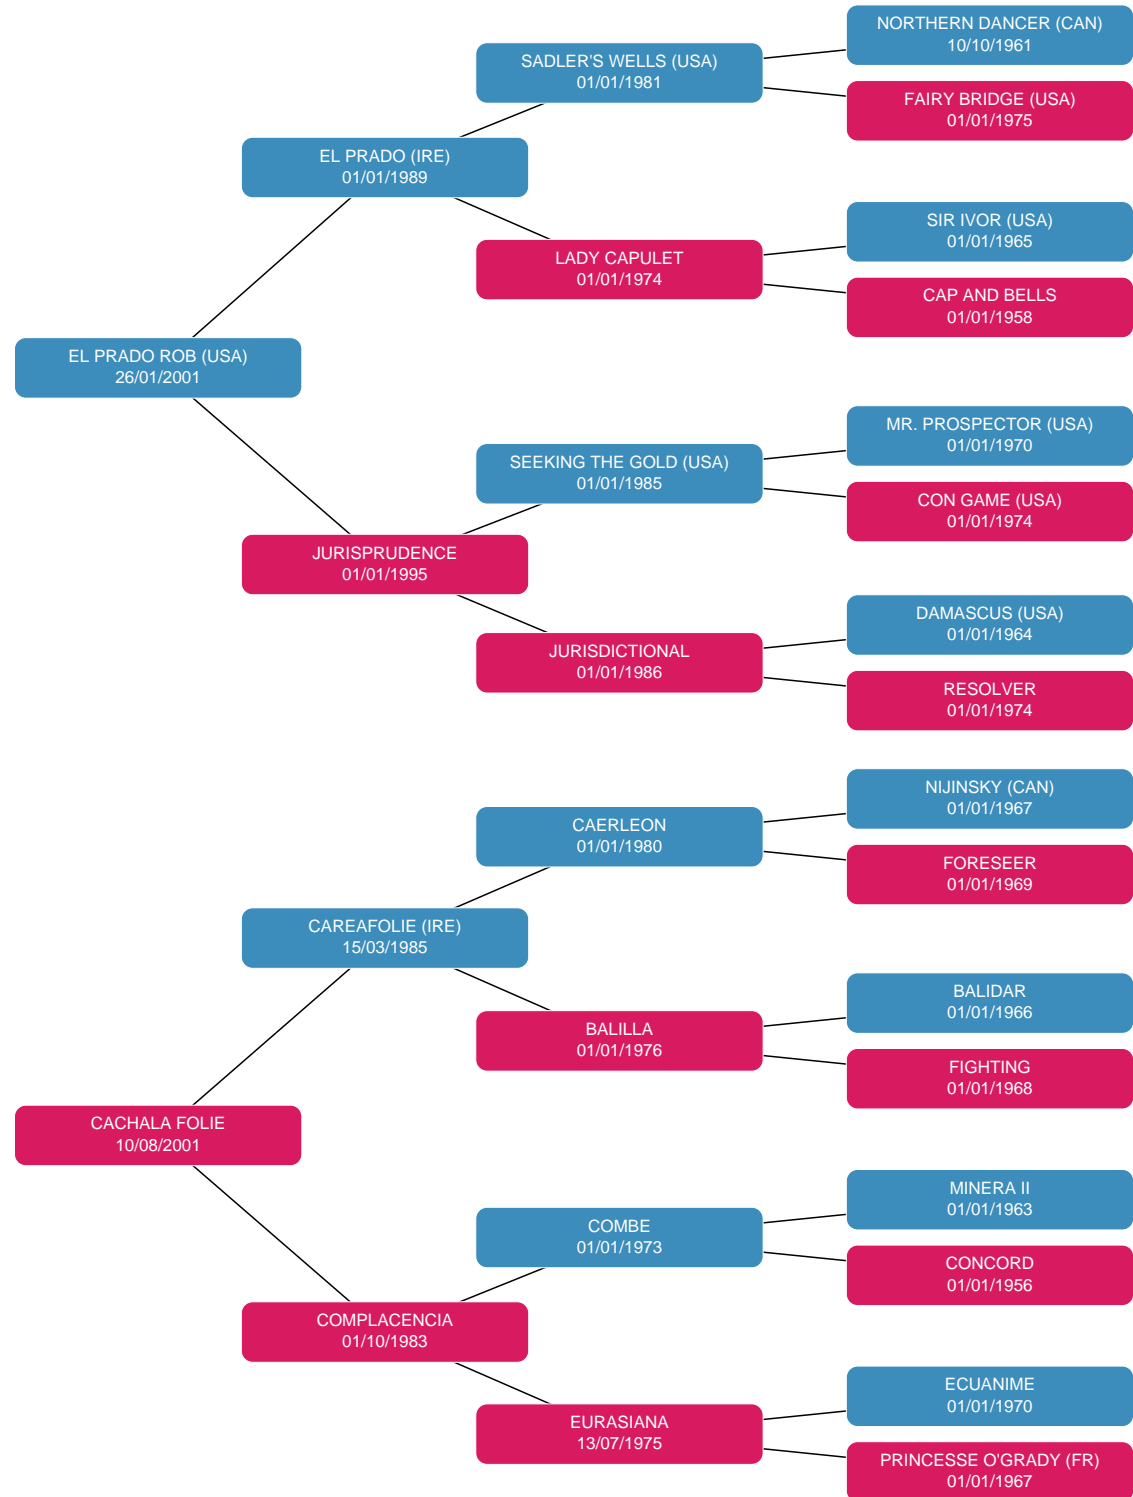 NORTHERN DANCER (CAN)
10/10/1961
SADLER'S WELLS (USA)
01/01/1981
FAIRY BRIDGE (USA)
01/01/1975
EL PRADO (IRE)
01/01/1989
SIR IVOR (USA)
01/01/1965
LADY CAPULET
01/01/1974
CAP AND BELLS
01/01/1958
EL PRADO ROB (USA)
26/01/2001
MR. PROSPECTOR (USA)
01/01/1970
SEEKING THE GOLD (USA)
01/01/1985
CON GAME (USA)
01/01/1974
JURISPRUDENCE
01/01/1995
DAMASCUS (USA)
01/01/1964
JURISDICTIONAL
01/01/1986
RESOLVER
01/01/1974
NIJINSKY (CAN)
01/01/1967
CAERLEON
01/01/1980
FORESEER
01/01/1969
CAREAFOLIE (IRE)
15/03/1985
BALIDAR
01/01/1966
BALILLA
01/01/1976
FIGHTING
01/01/1968
CACHALA FOLIE
10/08/2001
MINERA II
01/01/1963
COMBE
01/01/1973
CONCORD
01/01/1956
COMPLACENCIA
01/10/1983
ECUANIME
01/01/1970
EURASIANA
13/07/1975
PRINCESSE O'GRADY (FR)
01/01/1967